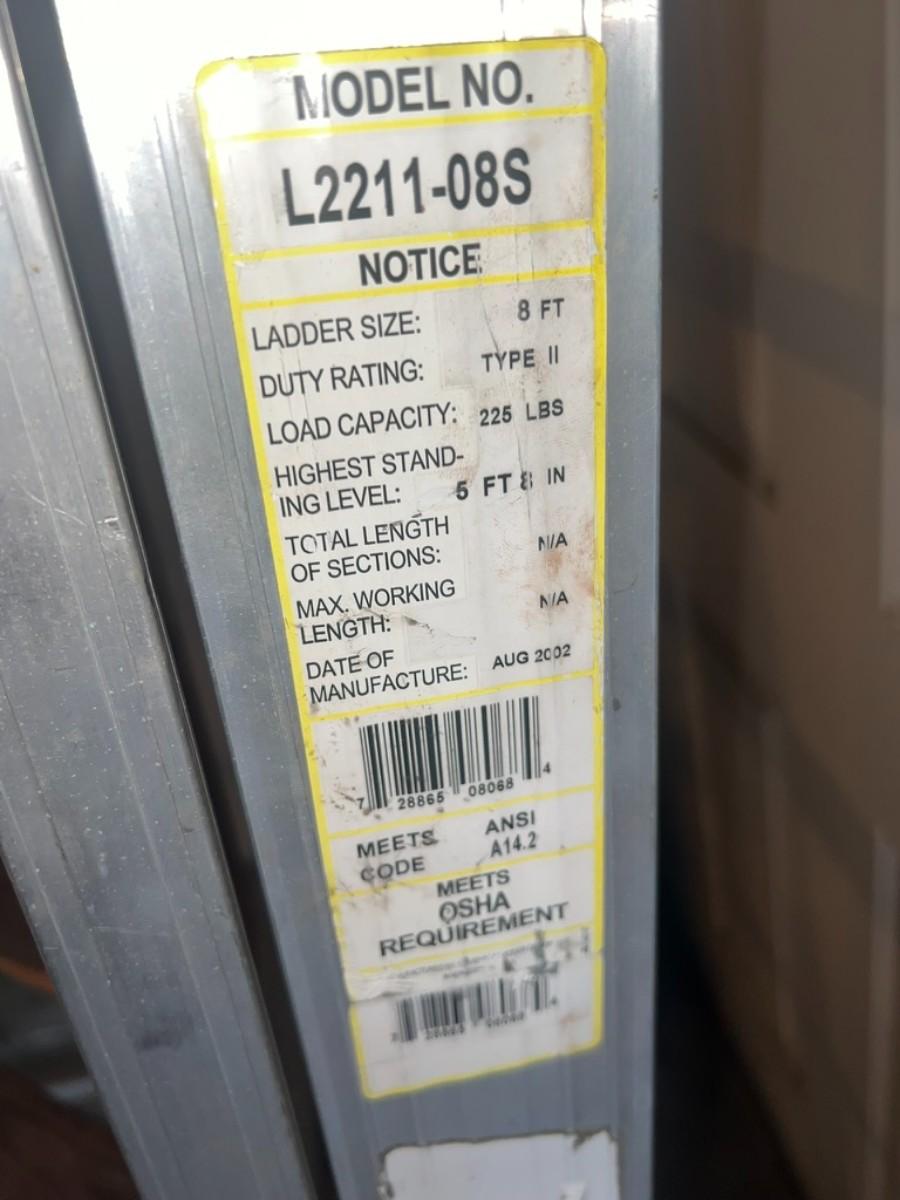 MODEL NO.
L2211-08S
NOTICE
LADDER SIZE: 8 FT
DUTY RATING: TYPE II
LOAD CAPACITY: 225 LBS
HIGHEST STAND-
ING LEVEL: 5 FT 8 IN
TOTAL LENGTH
OF SECTIONS: N/A
MAX. WORKING
LENGTH: N/A
DATE OF
MANUFACTURE: AUG 2002
7 28865 08068 4
MEETS ANSI
CODE A14.2
MEETS
OSHA
REQUIREMENT